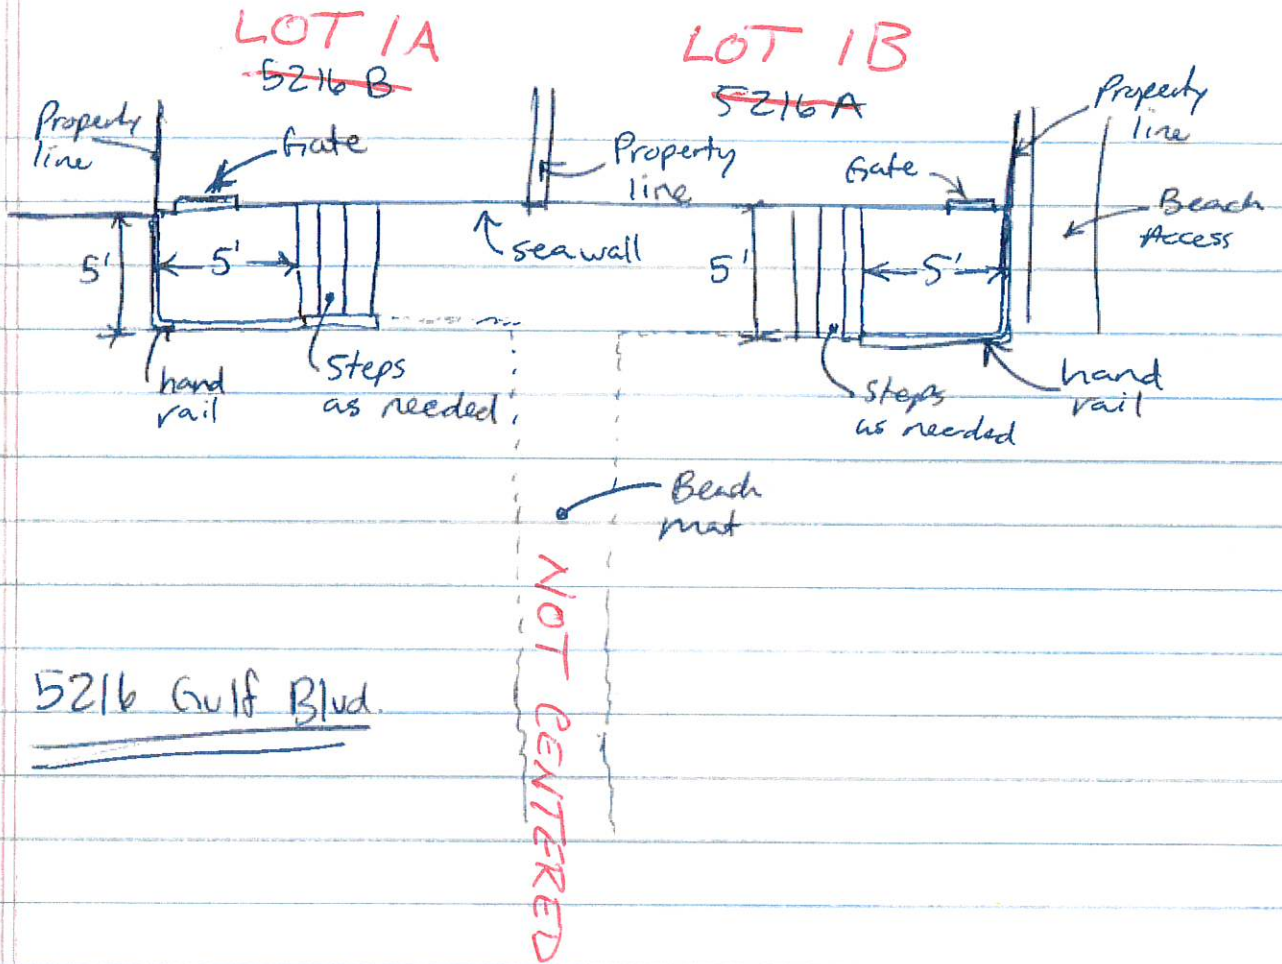 LOT 1A
LOT 1B
5216 B
5216 A
Property
line
Gate
Property
line
Gate
Property
line
Beach
Access
5'
5'
seawall
5'
5'
hand
rail
Steps
as needed
Steps
as needed
hand
rail
Beach
mat
NOT CENTERED
5216 Gulf Blvd.